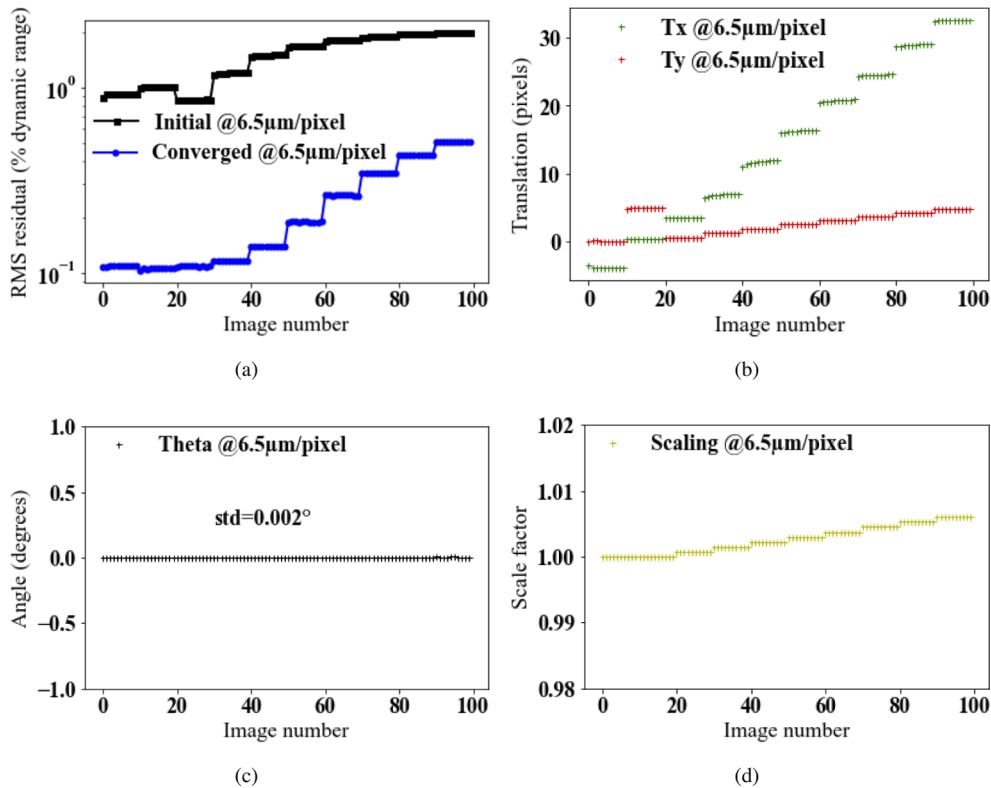 RMS residual (% dynamic range)
10⁰
10⁻¹
Initial @6.5µm/pixel
Converged @6.5µm/pixel
0 20 40 60 80 100
Image number
(a)
Translation (pixels)
30
20
10
0
Tx @6.5µm/pixel
Ty @6.5µm/pixel
0 20 40 60 80 100
Image number
(b)
Angle (degrees)
1.0
0.5
0.0
−0.5
−1.0
Theta @6.5µm/pixel
std=0.002°
0 20 40 60 80 100
Image number
(c)
Scale factor
1.02
1.01
1.00
0.99
0.98
Scaling @6.5µm/pixel
0 20 40 60 80 100
Image number
(d)